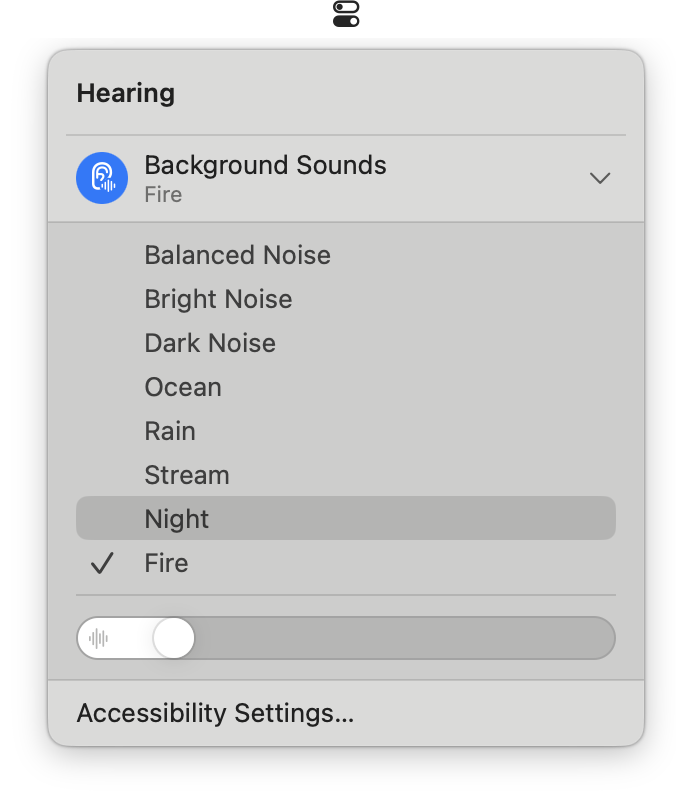 Hearing
Background Sounds
Fire
Balanced Noise
Bright Noise
Dark Noise
Ocean
Rain
Stream
Night
Fire
Accessibility Settings...